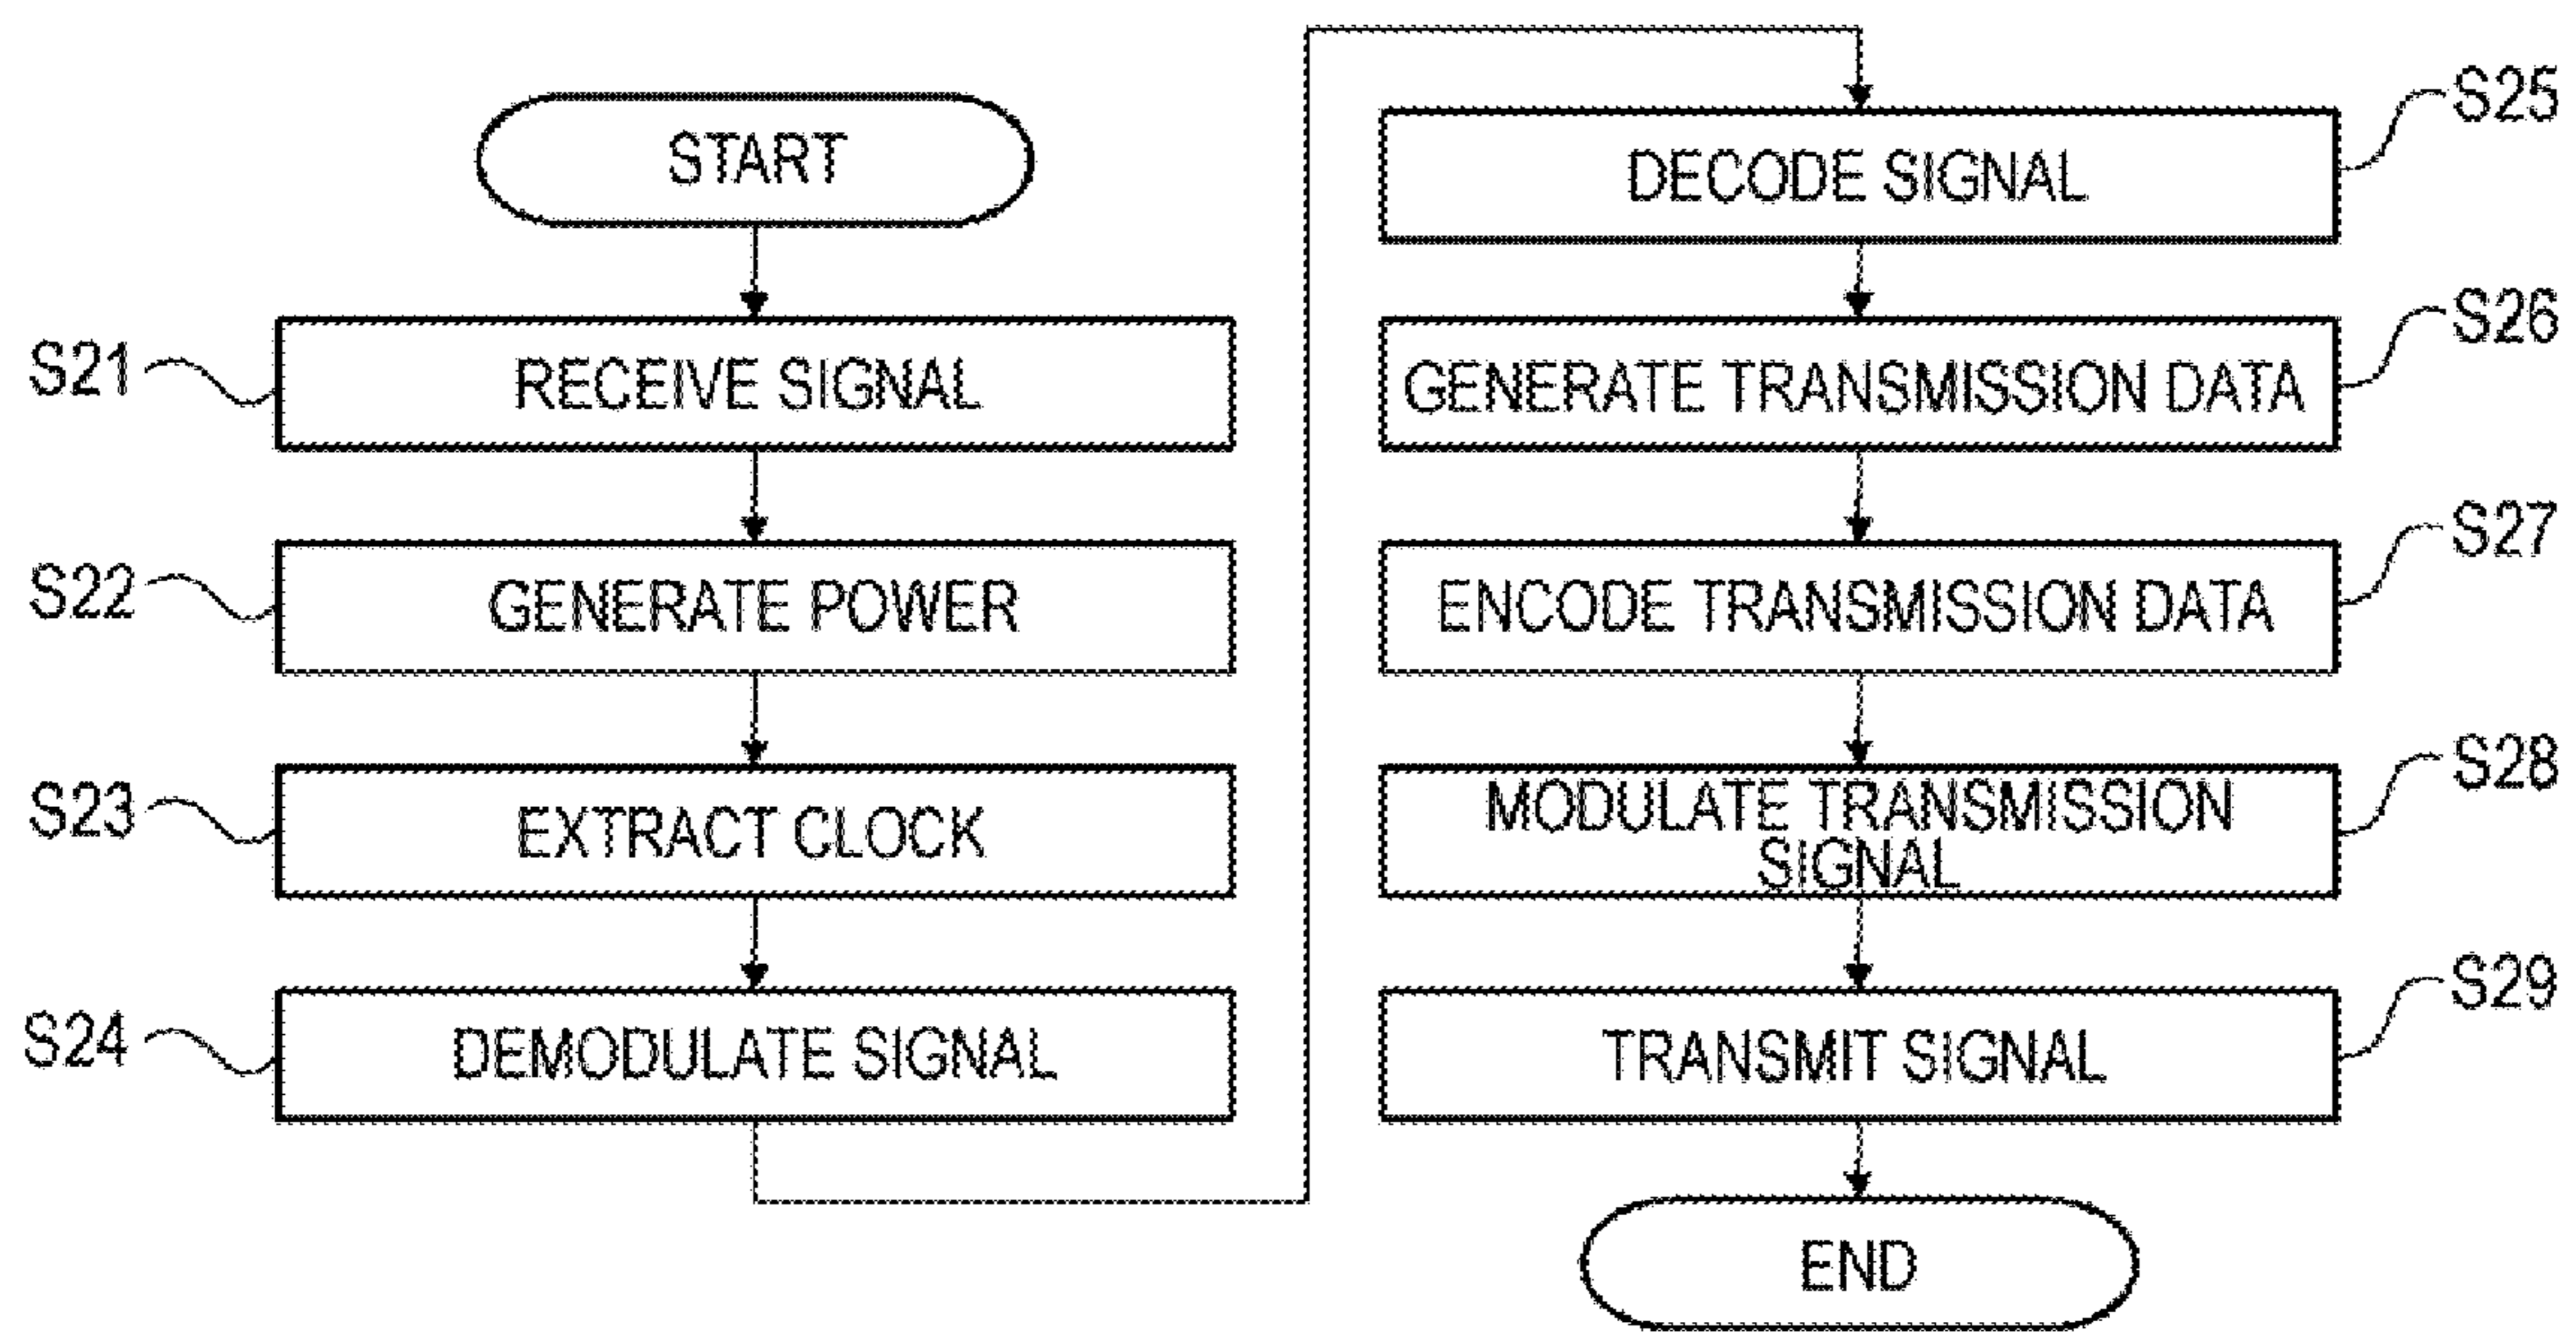 START
S21
RECEIVE SIGNAL
S22
GENERATE POWER
S23
EXTRACT CLOCK
S24
DEMODULATE SIGNAL
S25
DECODE SIGNAL
S26
GENERATE TRANSMISSION DATA
S27
ENCODE TRANSMISSION DATA
S28
MODULATE TRANSMISSION
SIGNAL
S29
TRANSMIT SIGNAL
END